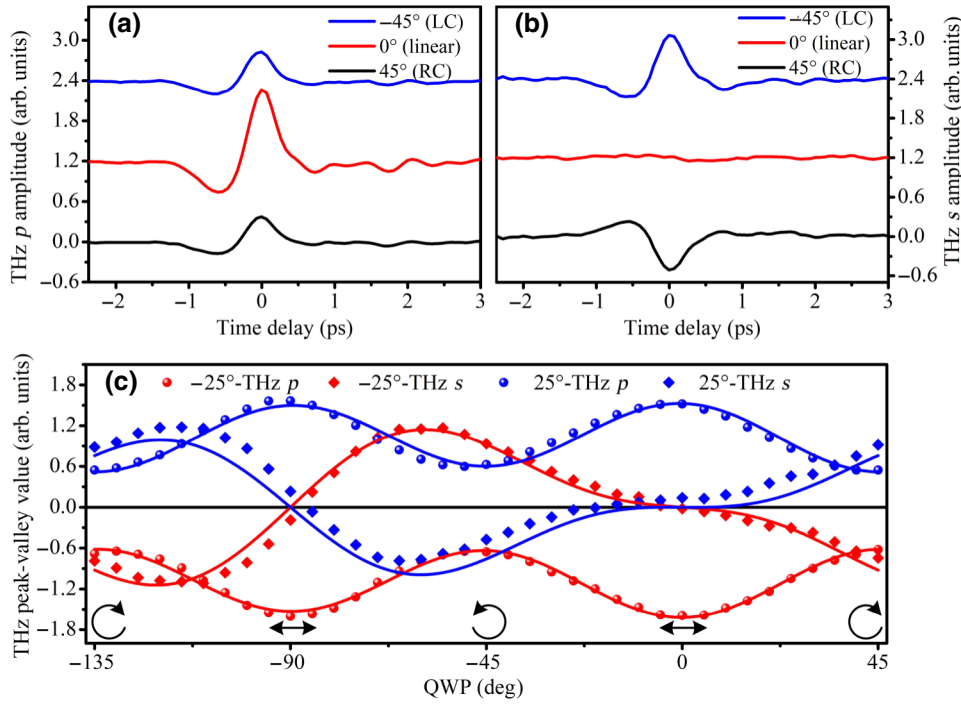 (a)
−45° (LC)
0° (linear)
45° (RC)
3.0
2.4
1.8
1.2
0.6
0.0
−0.6
THz p amplitude (arb. units)
−2 −1 0 1 2 3
Time delay (ps)
(b)
−45° (LC)
0° (linear)
45° (RC)
3.0
2.4
1.8
1.2
0.6
0.0
−0.6
THz s amplitude (arb. units)
−2 −1 0 1 2 3
Time delay (ps)
(c)
−25°-THz p −25°-THz s 25°-THz p 25°-THz s
1.8
1.2
0.6
0.0
−0.6
−1.2
−1.8
THz peak-valley value (arb. units)
−135 −90 −45 0 45
QWP (deg)